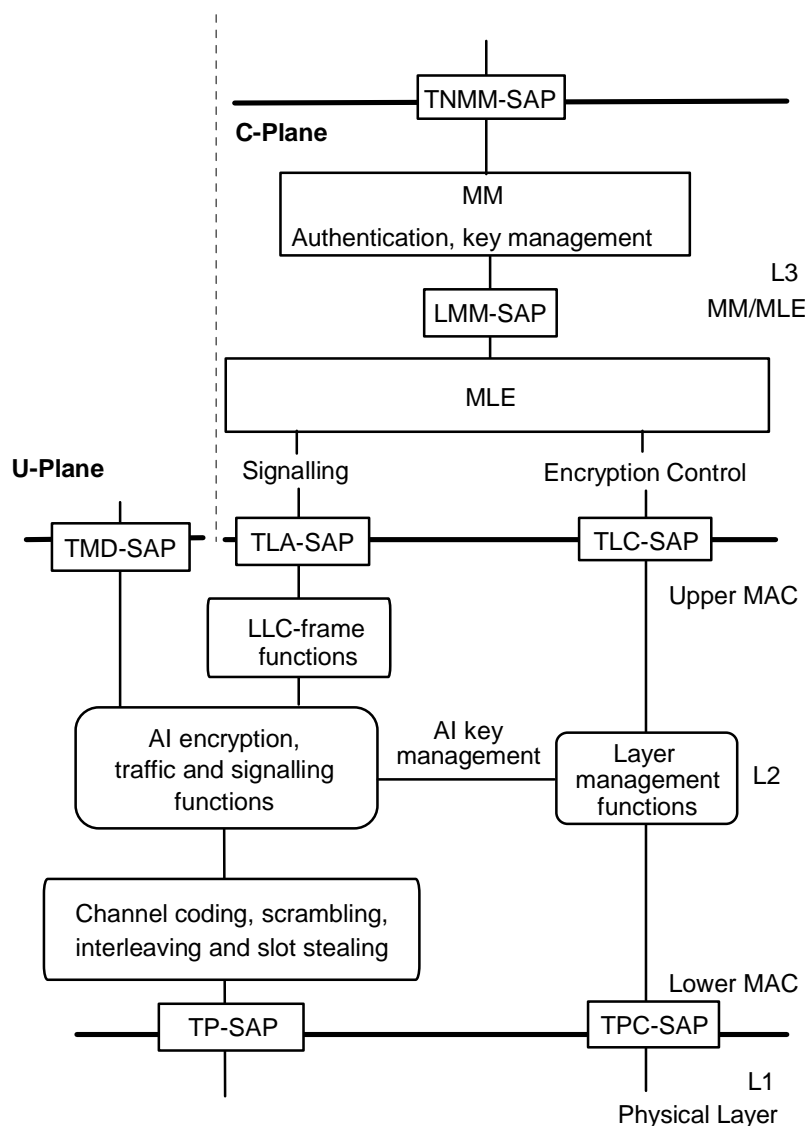 TNMM-SAP
C-Plane
MM
Authentication, key management
L3
MM/MLE
LMM-SAP
MLE
U-Plane
Signalling
Encryption Control
TMD-SAP
TLA-SAP
TLC-SAP
Upper MAC
LLC-frame
functions
AI encryption,
traffic and signalling
functions
AI key
management
Layer
management
functions
L2
Channel coding, scrambling,
interleaving and slot stealing
Lower MAC
TP-SAP
TPC-SAP
L1
Physical Layer